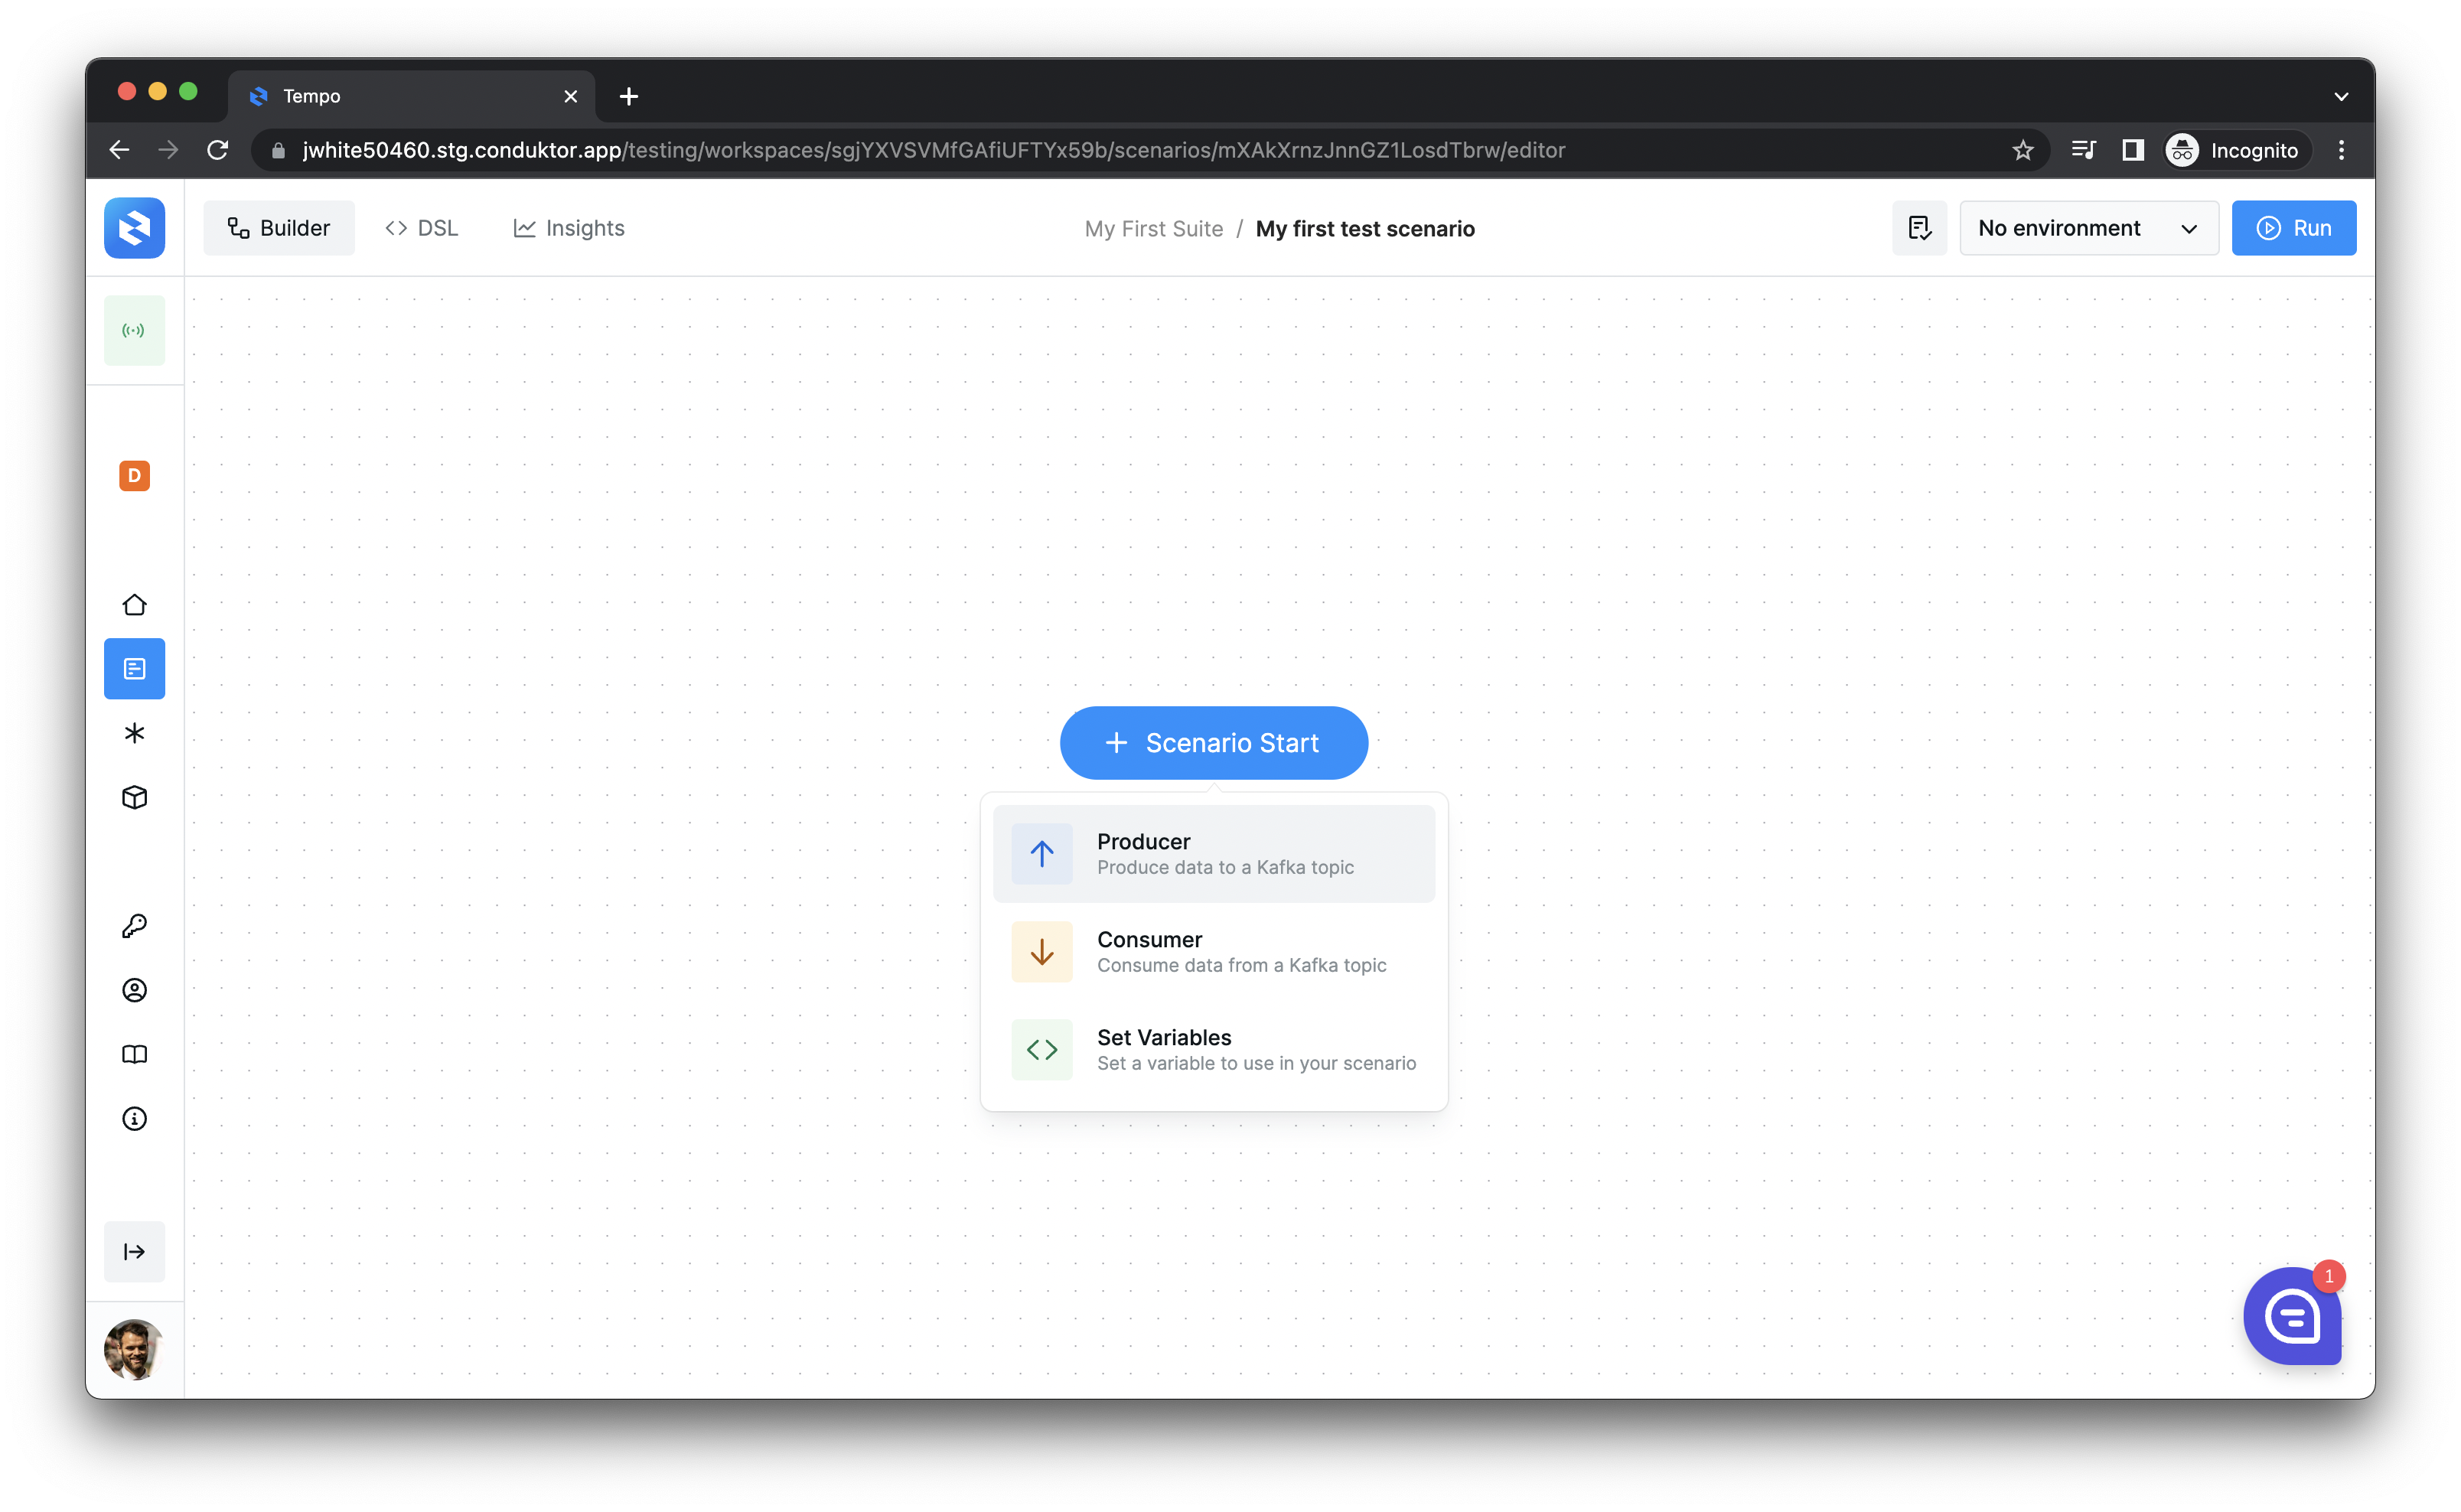 Tempo
jwhite50460.stg.conduktor.app/testing/workspaces/sgjYXVSVMfGAfiUFTYx59b/scenarios/mXAkXrnzJnnGZ1LosdTbrw/editor
Incognito
Builder
DSL
Insights
My First Suite / My first test scenario
No environment
Run
D
+ Scenario Start
Producer
Produce data to a Kafka topic
Consumer
Consume data from a Kafka topic
Set Variables
Set a variable to use in your scenario
1